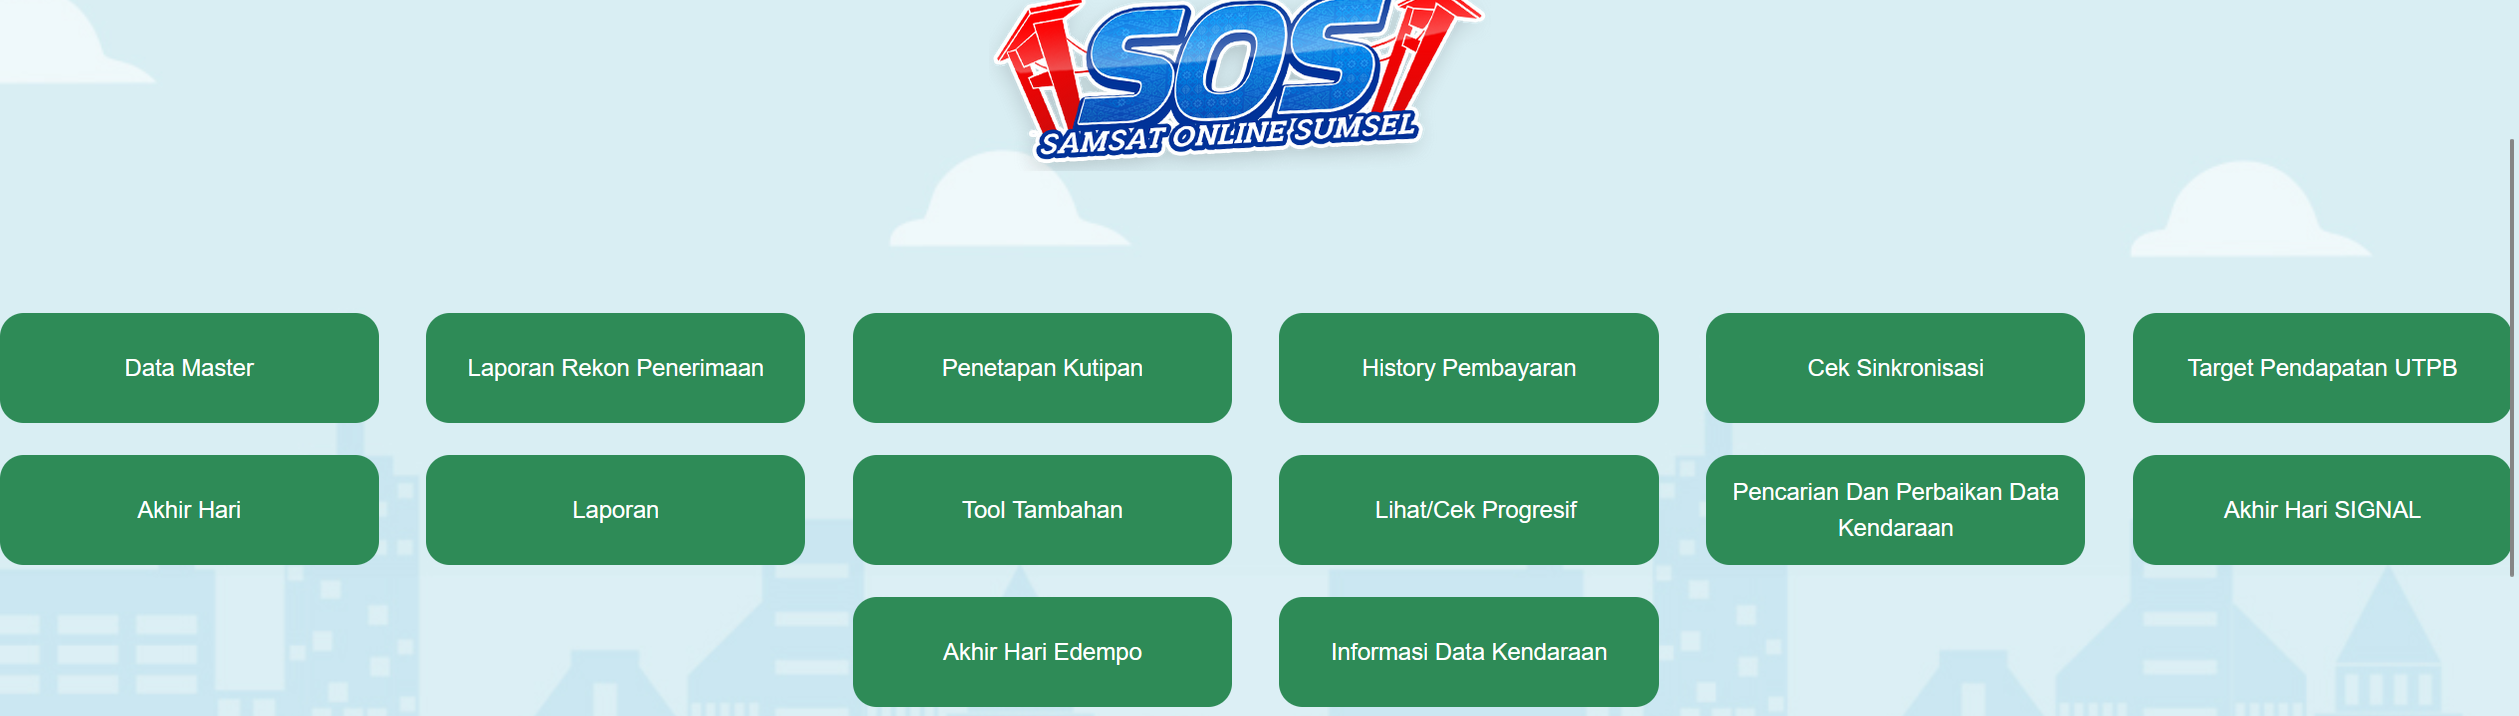 SOS
SAMSAT ONLINE SUMSEL
Data Master
Laporan Rekon Penerimaan
Penetapan Kutipan
History Pembayaran
Cek Sinkronisasi
Target Pendapatan UTPB
Akhir Hari
Laporan
Tool Tambahan
Lihat/Cek Progresif
Pencarian Dan Perbaikan Data
Kendaraan
Akhir Hari SIGNAL
Akhir Hari Edempo
Informasi Data Kendaraan